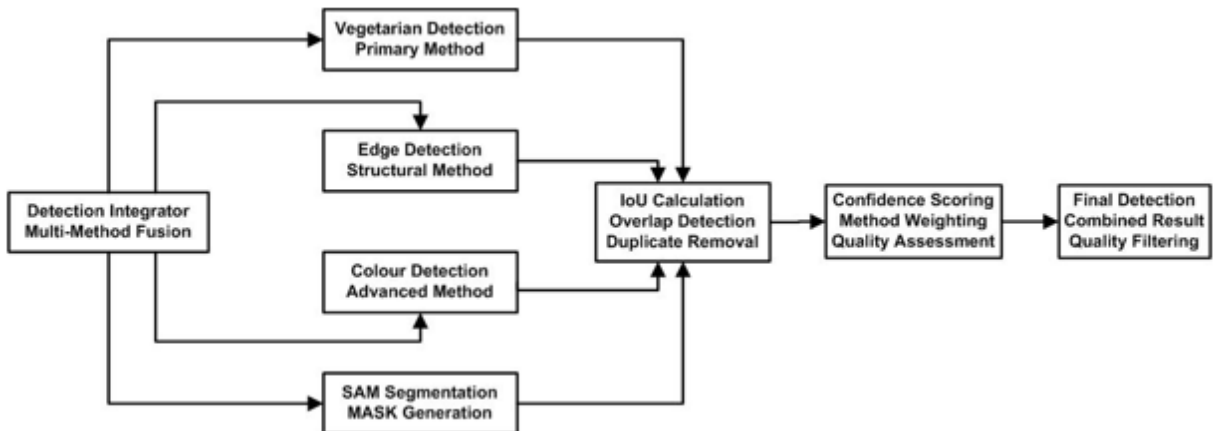 Vegetarian Detection
Primary Method
Edge Detection
Structural Method
Detection Integrator
Multi-Method Fusion
IoU Calculation
Overlap Detection
Duplicate Removal
Confidence Scoring
Method Weighting
Quality Assessment
Final Detection
Combined Result
Quality Filtering
Colour Detection
Advanced Method
SAM Segmentation
MASK Generation